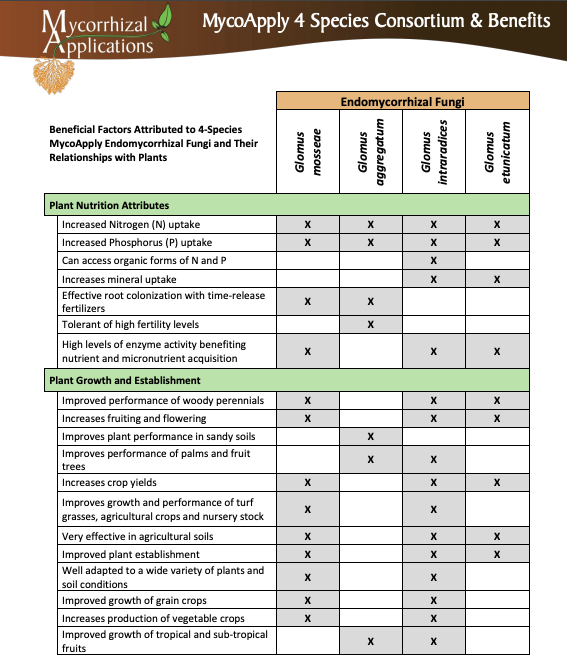 Mycorrhizal
Applications
MycoApply 4 Species Consortium & Benefits
Endomycorrhizal Fungi
Beneficial Factors Attributed to 4-Species
MycoApply Endomycorrhizal Fungi and Their
Relationships with Plants
Glomus
mosseae
Glomus
aggregatum
Glomus
intraradices
Glomus
etunicatum
Plant Nutrition Attributes
Increased Nitrogen (N) uptake X X X X
Increased Phosphorus (P) uptake X X X X
Can access organic forms of N and P X
Increases mineral uptake X X
Effective root colonization with time-release
fertilizers X X
Tolerant of high fertility levels X
High levels of enzyme activity benefiting
nutrient and micronutrient acquisition X X X
Plant Growth and Establishment
Improved performance of woody perennials X X X
Increases fruiting and flowering X X X
Improves plant performance in sandy soils X
Improves performance of palms and fruit
trees X X
Increases crop yields X X X
Improves growth and performance of turf
grasses, agricultural crops and nursery stock X X
Very effective in agricultural soils X X X
Improved plant establishment X X X
Well adapted to a wide variety of plants and
soil conditions X X
Improved growth of grain crops X X
Increases production of vegetable crops X X
Improved growth of tropical and sub-tropical
fruits X X